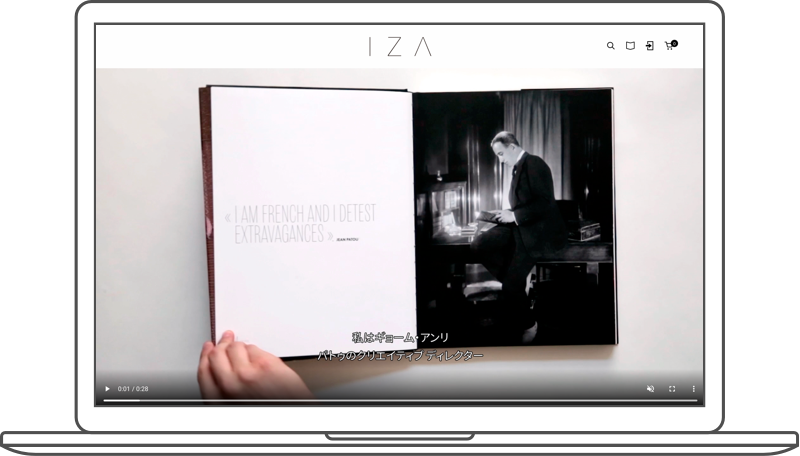 IZA
0
« I AM FRENCH AND I DETEST
EXTRAVAGANCES » JEAN PATOU
私はギヨーム・アンリ
パトゥのクリエイティブ ディレクター
0:01 / 0:28